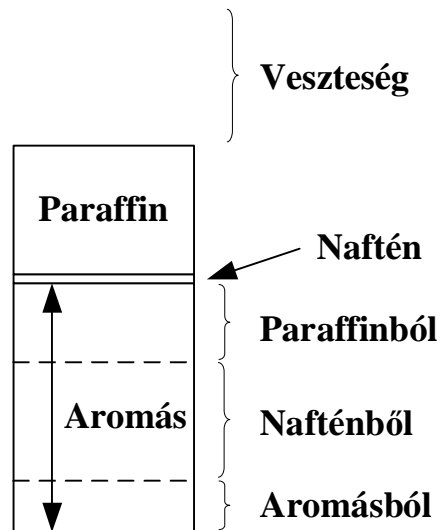 Veszteség
Paraffin
Naftén
Paraffinból
Aromás
Nafténből
Aromásból